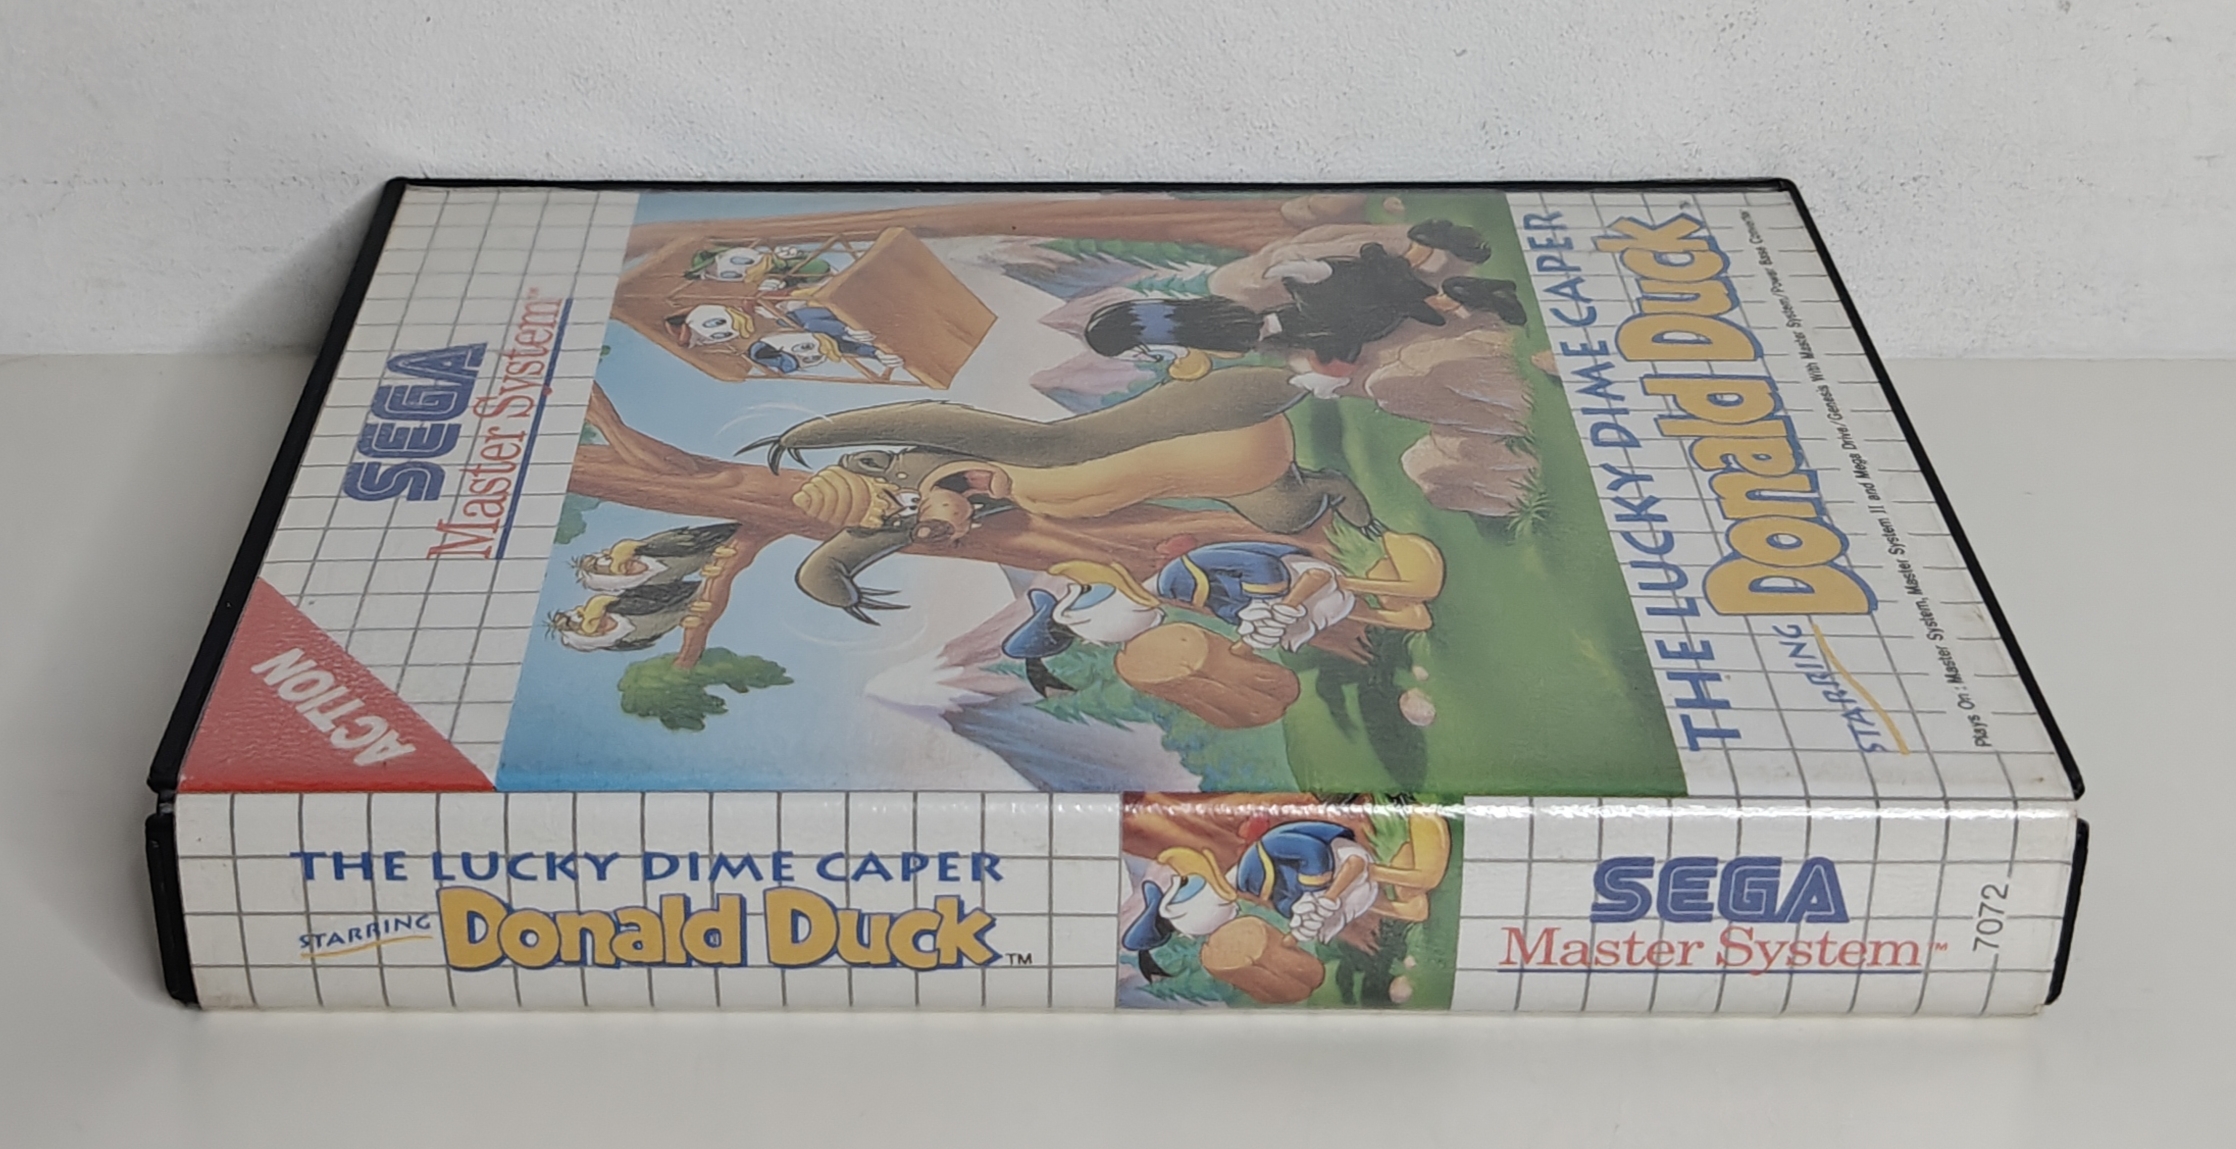 SEGA
Master System™
ACTION
THE LUCKY DIME CAPER
STARRING Donald Duck™
Plays On: Master System, Master System II and Mega Drive/Genesis With Master System/Power Base Converter
THE LUCKY DIME CAPER
STARRING Donald Duck™
SEGA
Master System™
7072